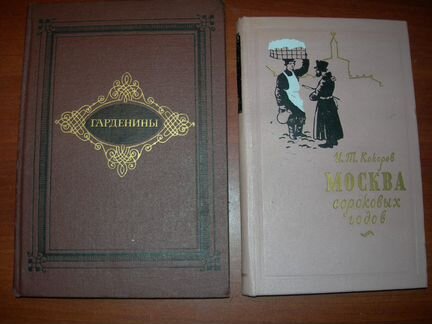 ГАРДЕНИНЫ
И. Т. Кокорев
МОСКВА
сороковых
годов